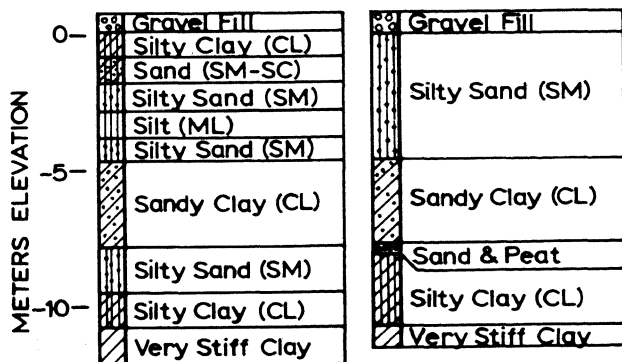 METERS ELEVATION
0
-5
-10
Gravel Fill
Silty Clay (CL)
Sand (SM-SC)
Silty Sand (SM)
Silt (ML)
Silty Sand (SM)
Sandy Clay (CL)
Silty Sand (SM)
Silty Clay (CL)
Very Stiff Clay
Gravel Fill
Silty Sand (SM)
Sandy Clay (CL)
Sand & Peat
Silty Clay (CL)
Very Stiff Clay